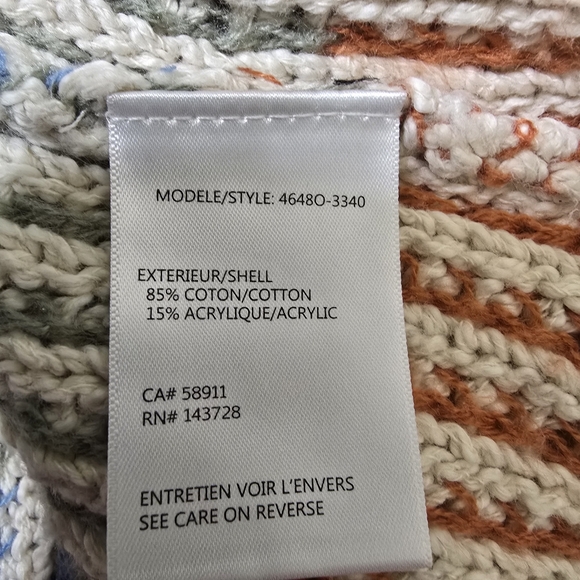 MODELE/STYLE: 4648O-3340
EXTERIEUR/SHELL
85% COTON/COTTON
15% ACRYLIQUE/ACRYLIC
CA# 58911
RN# 143728
ENTRETIEN VOIR L'ENVERS
SEE CARE ON REVERSE